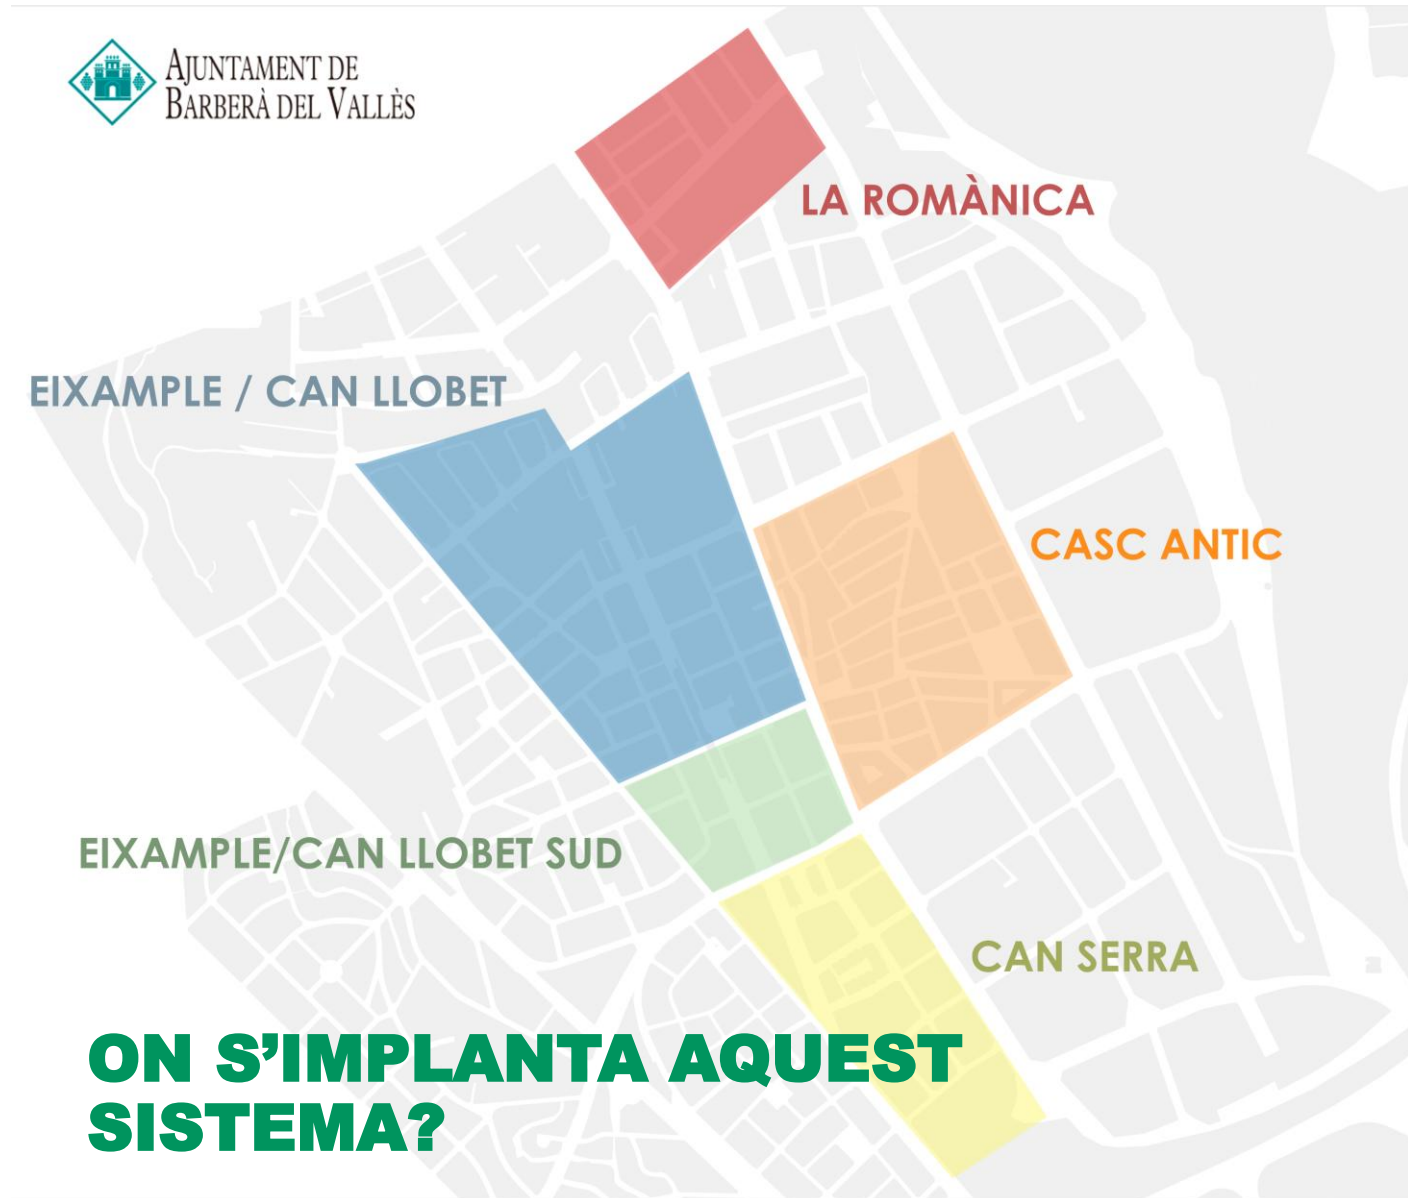 AJUNTAMENT DE
BARBERÀ DEL VALLÈS
LA ROMÀNICA
EIXAMPLE / CAN LLOBET
CASC ANTIC
EIXAMPLE/CAN LLOBET SUD
CAN SERRA
ON S’IMPLANTA AQUEST
SISTEMA?